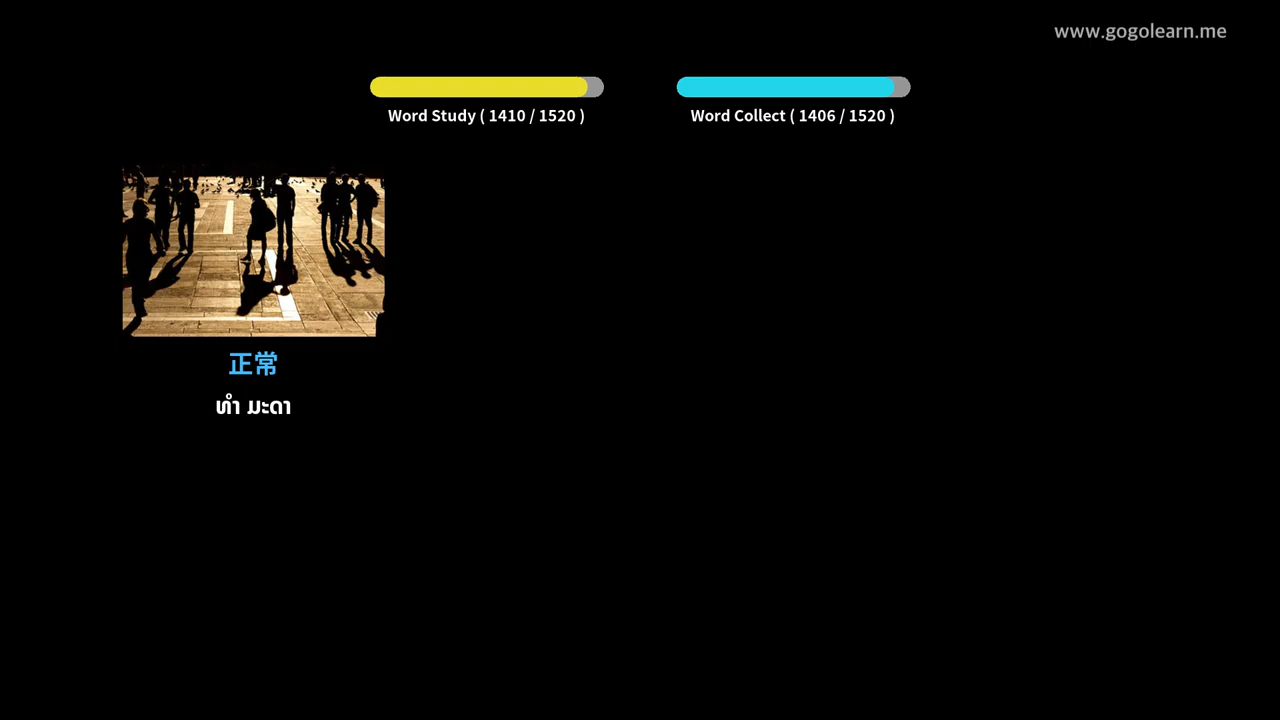 www.gogolearn.me
Word Study ( 1410 / 1520 )
Word Collect ( 1406 / 1520 )
正常
ทำ มะดา